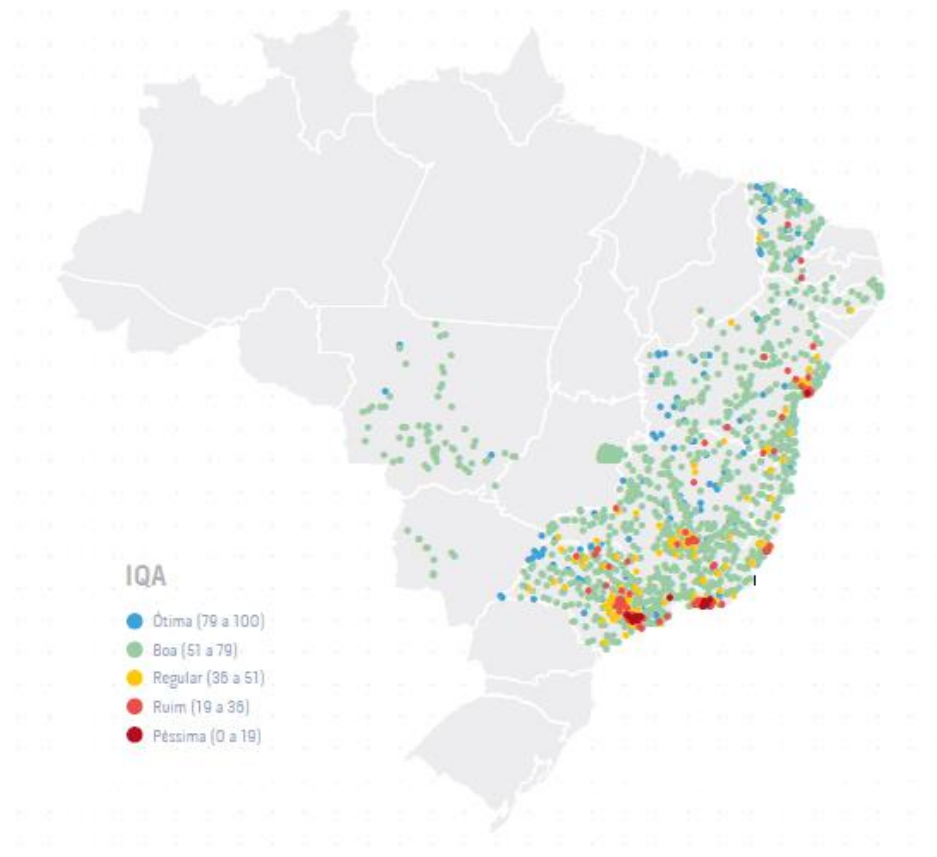 IQA
Ótima (79 a 100)
Boa (51 a 79)
Regular (36 a 51)
Ruim (19 a 36)
Péssima (0 a 19)